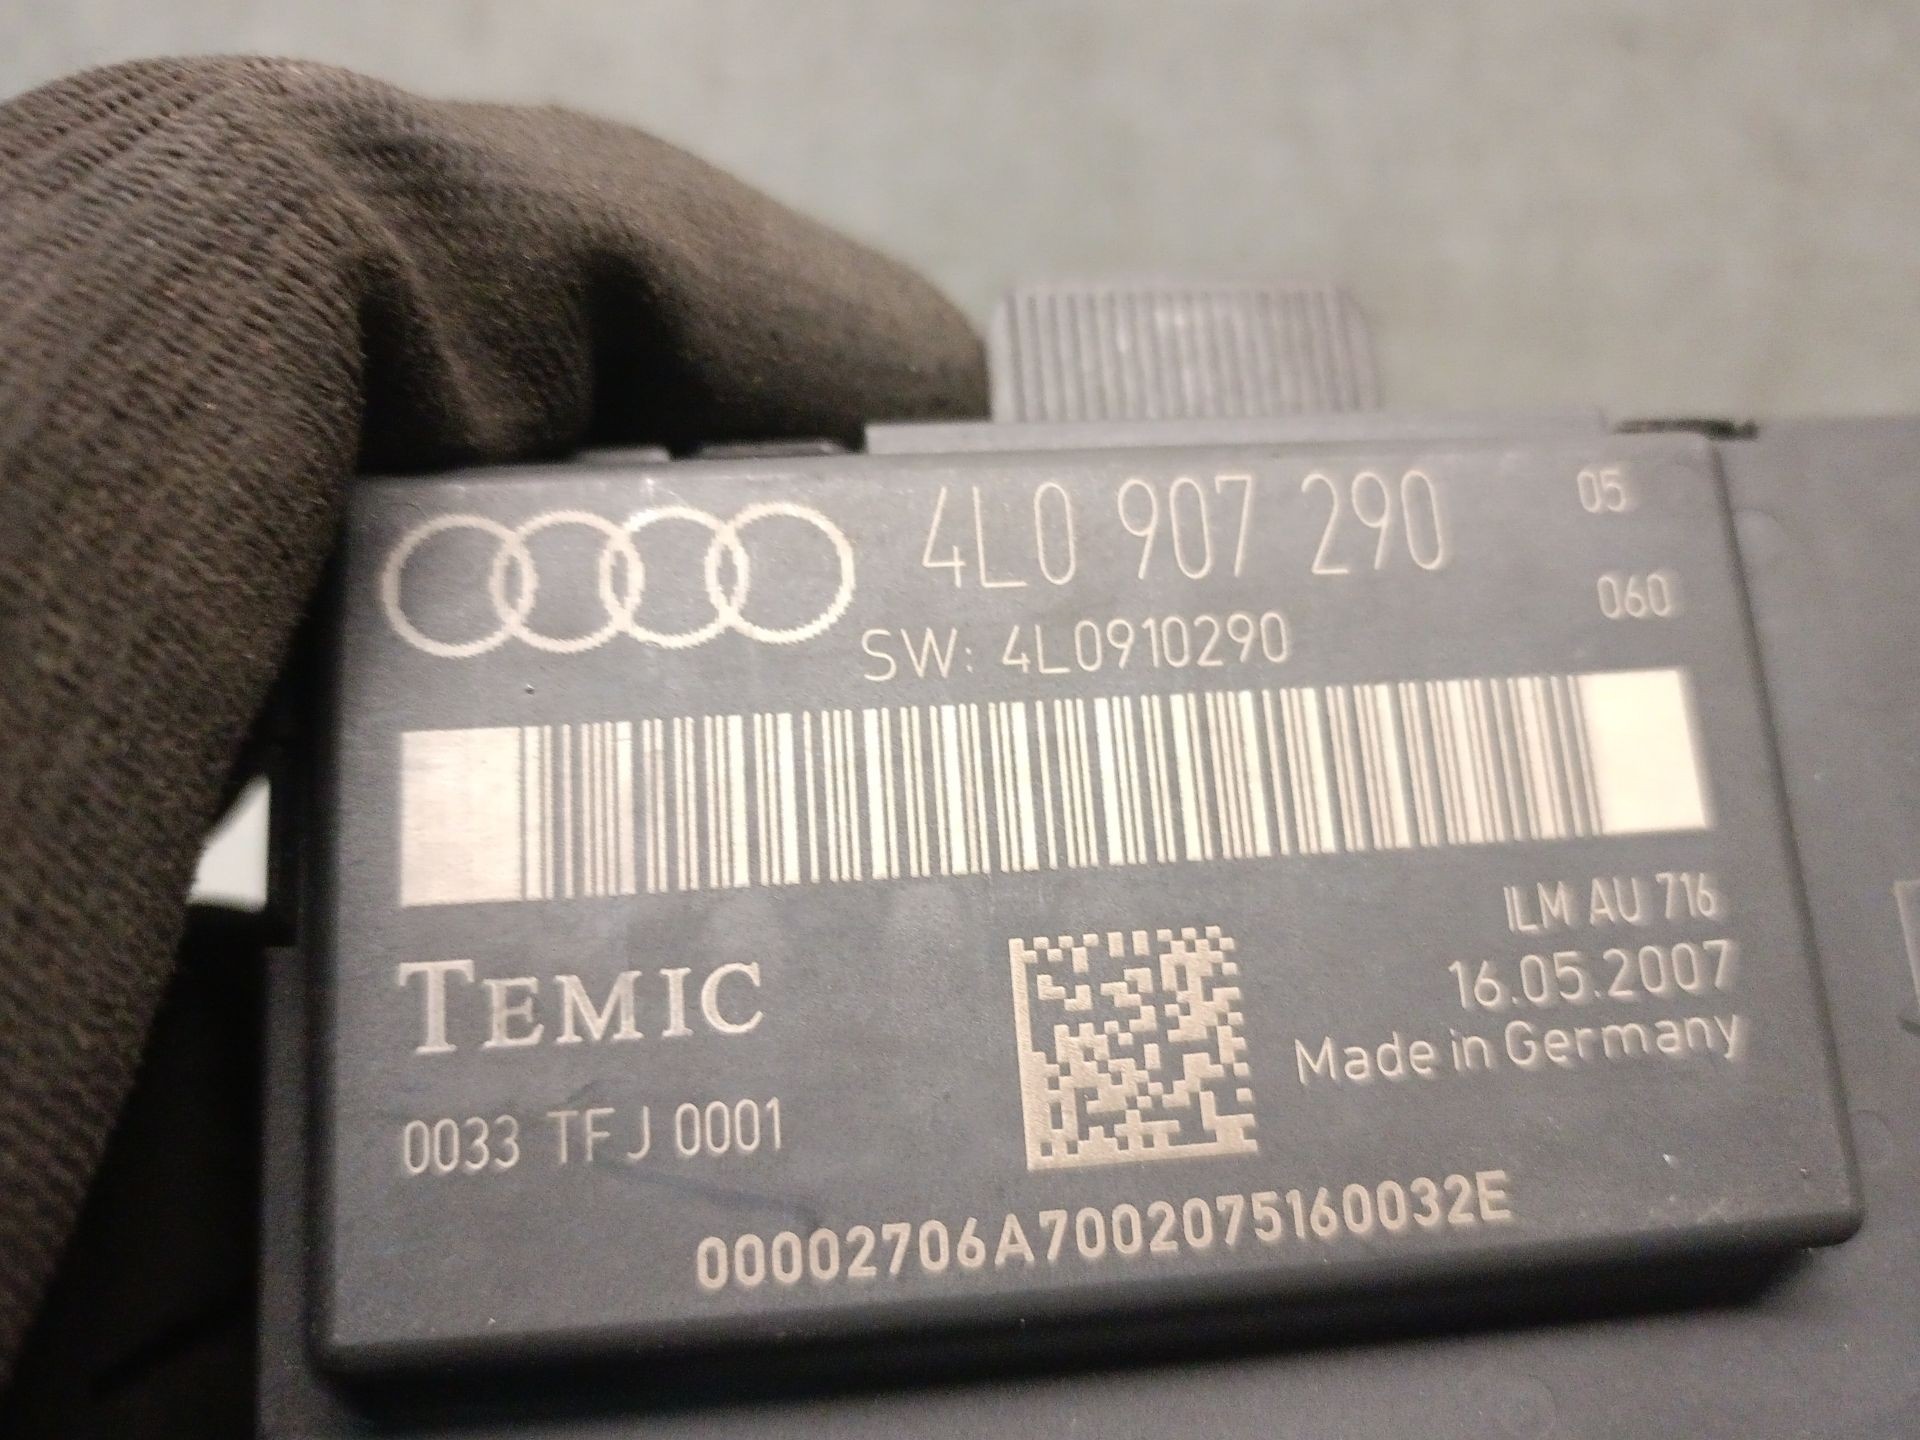 4L0 907 290 05
060
SW: 4L0910290
ILM AU 716
TEMIC
16.05.2007
Made in Germany
0033 TFJ 0001
00002706A7002075160032E